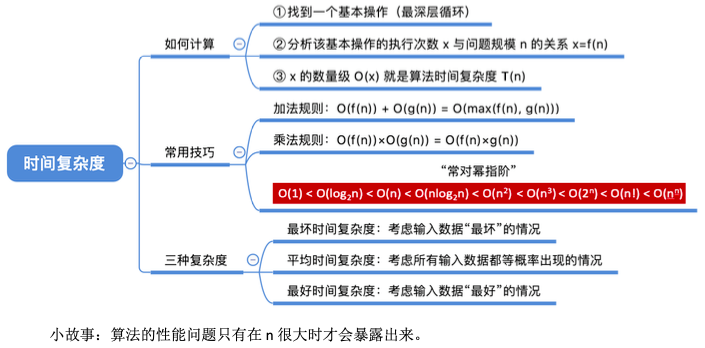 时间复杂度
如何计算
①找到一个基本操作（最深层循环）
②分析该基本操作的执行次数 x 与问题规模 n 的关系 x=f(n)
③ x 的数量级 O(x) 就是算法时间复杂度 T(n)
常用技巧
加法规则：O(f(n)) + O(g(n)) = O(max(f(n), g(n)))
乘法规则：O(f(n))×O(g(n)) = O(f(n)×g(n))
“常对幂指阶”
O(1) < O(log₂n) < O(n) < O(nlog₂n) < O(n²) < O(n³) < O(2ⁿ) < O(n!) < O(nⁿ)
三种复杂度
最坏时间复杂度：考虑输入数据“最坏”的情况
平均时间复杂度：考虑所有输入数据都等概率出现的情况
最好时间复杂度：考虑输入数据“最好”的情况
小故事：算法的性能问题只有在 n 很大时才会暴露出来。